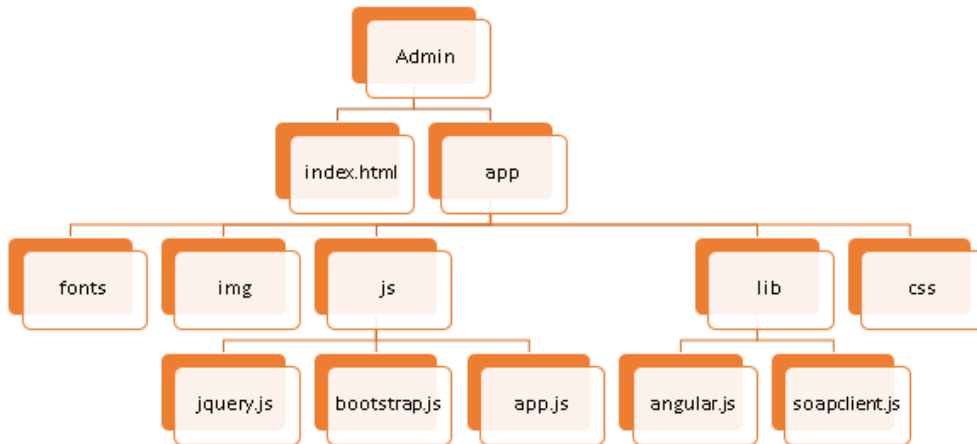 Admin
index.html
app
fonts
img
js
lib
css
jquery.js
bootstrap.js
app.js
angular.js
soapclient.js